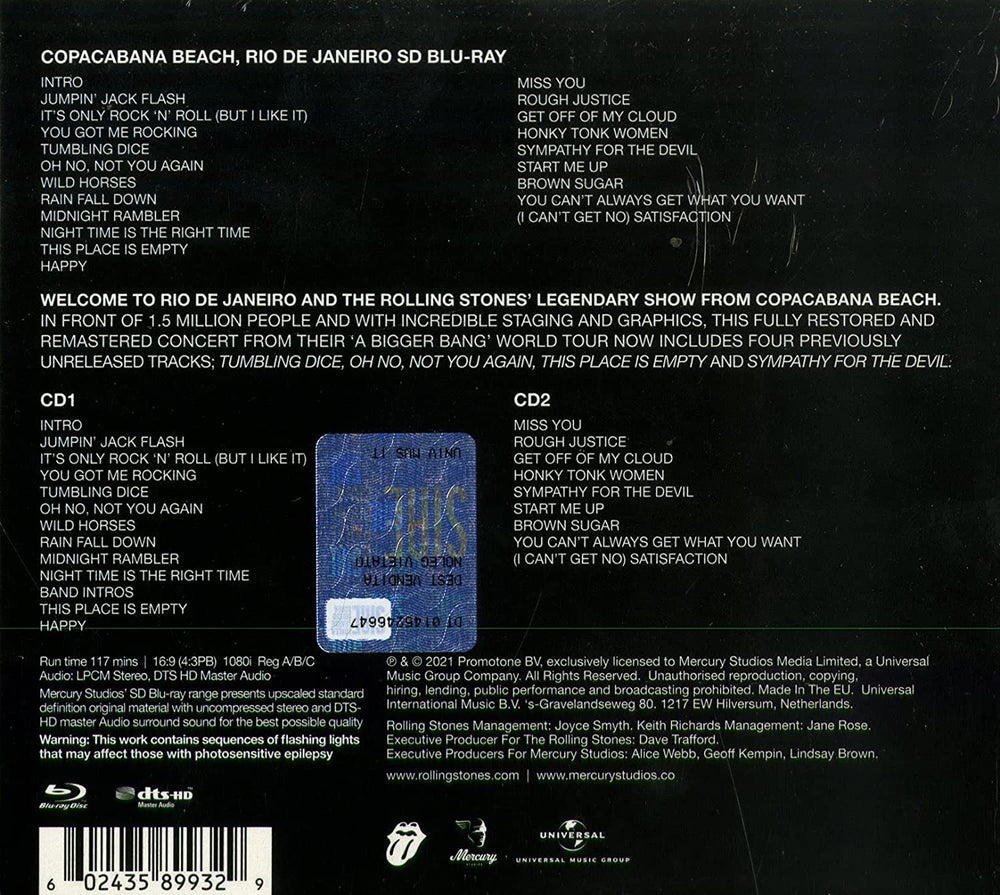 COPACABANA BEACH, RIO DE JANEIRO SD BLU-RAY
INTRO
JUMPIN' JACK FLASH
IT'S ONLY ROCK 'N' ROLL (BUT I LIKE IT)
YOU GOT ME ROCKING
TUMBLING DICE
OH NO, NOT YOU AGAIN
WILD HORSES
RAIN FALL DOWN
MIDNIGHT RAMBLER
NIGHT TIME IS THE RIGHT TIME
THIS PLACE IS EMPTY
HAPPY
MISS YOU
ROUGH JUSTICE
GET OFF OF MY CLOUD
HONKY TONK WOMEN
SYMPATHY FOR THE DEVIL
START ME UP
BROWN SUGAR
YOU CAN'T ALWAYS GET WHAT YOU WANT
(I CAN'T GET NO) SATISFACTION
WELCOME TO RIO DE JANEIRO AND THE ROLLING STONES' LEGENDARY SHOW FROM COPACABANA BEACH.
IN FRONT OF 1.5 MILLION PEOPLE AND WITH INCREDIBLE STAGING AND GRAPHICS, THIS FULLY RESTORED AND
REMASTERED CONCERT FROM THEIR 'A BIGGER BANG' WORLD TOUR NOW INCLUDES FOUR PREVIOUSLY
UNRELEASED TRACKS; TUMBLING DICE, OH NO, NOT YOU AGAIN, THIS PLACE IS EMPTY AND SYMPATHY FOR THE DEVIL.
CD1
INTRO
JUMPIN' JACK FLASH
IT'S ONLY ROCK 'N' ROLL (BUT I LIKE IT)
YOU GOT ME ROCKING
TUMBLING DICE
OH NO, NOT YOU AGAIN
WILD HORSES
RAIN FALL DOWN
MIDNIGHT RAMBLER
NIGHT TIME IS THE RIGHT TIME
BAND INTROS
THIS PLACE IS EMPTY
HAPPY
CD2
MISS YOU
ROUGH JUSTICE
GET OFF OF MY CLOUD
HONKY TONK WOMEN
SYMPATHY FOR THE DEVIL
START ME UP
BROWN SUGAR
YOU CAN'T ALWAYS GET WHAT YOU WANT
(I CAN'T GET NO) SATISFACTION
DT 0145246647
DEST VENDITA
NOLEG VIETATO
SIAE
UNIV MUS IT
Run time 117 mins | 16:9 (4:3PB) 1080i Reg A/B/C
Audio: LPCM Stereo, DTS HD Master Audio
Mercury Studios' SD Blu-ray range presents upscaled standard
definition original material with uncompressed stereo and DTS-
HD master Audio surround sound for the best possible quality
Warning: This work contains sequences of flashing lights
that may affect those with photosensitive epilepsy
℗ & © 2021 Promotone BV, exclusively licensed to Mercury Studios Media Limited, a Universal
Music Group Company. All Rights Reserved. Unauthorised reproduction, copying,
hiring, lending, public performance and broadcasting prohibited. Made In The EU. Universal
International Music B.V. 's-Gravelandseweg 80. 1217 EW Hilversum, Netherlands.
Rolling Stones Management: Joyce Smyth. Keith Richards Management: Jane Rose.
Executive Producer For The Rolling Stones: Dave Trafford.
Executive Producers For Mercury Studios: Alice Webb, Geoff Kempin, Lindsay Brown.
www.rollingstones.com | www.mercurystudios.co
Blu-ray Disc
dts-HD
Master Audio
Mercury
STUDIOS
UNIVERSAL
UNIVERSAL MUSIC GROUP
6 02435 89932 9